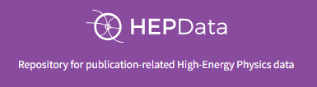 HEPData
Repository for publication-related High-Energy Physics data